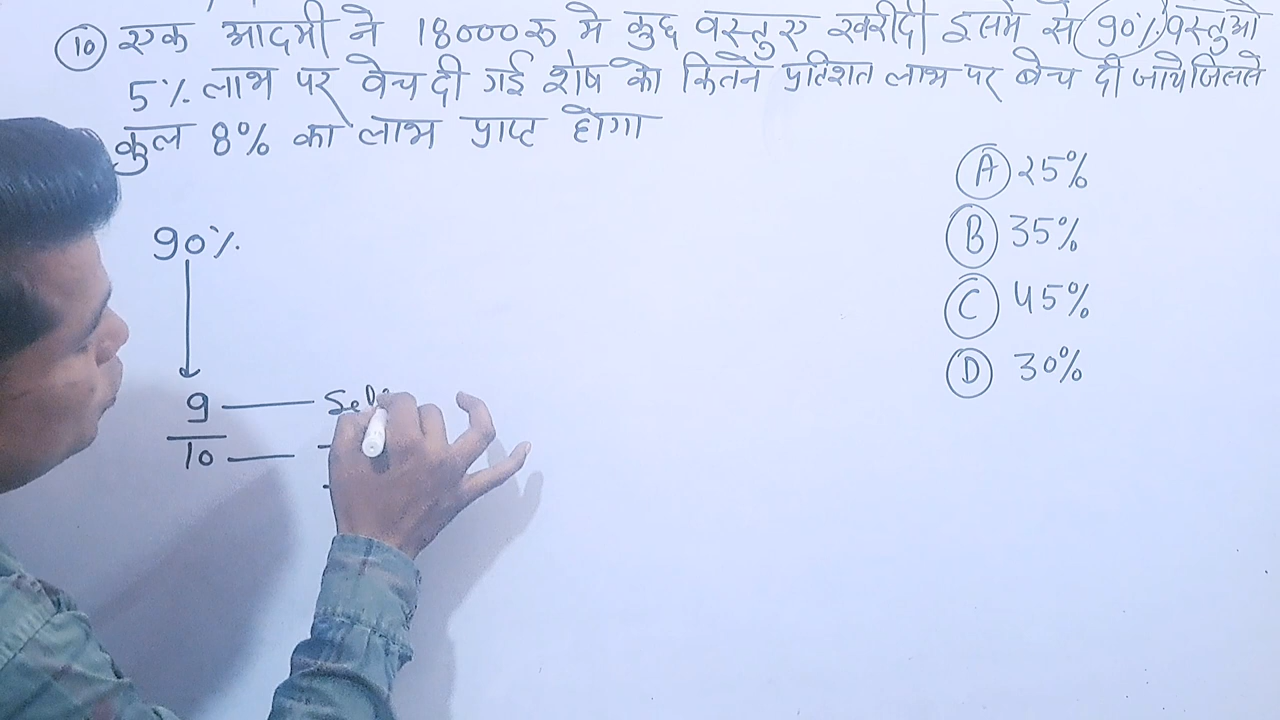 10 एक आदमी ने 18000 रु मे कुछ वस्तुए खरीदी इसमें से 90% वस्तुओ
5% लाभ पर बेच दी गई शेष को कितने प्रतिशत लाभ पर बेच दी जाये जिससे
कुल 8% का लाभ प्राप्त होगा
A 25%
B 35%
C 45%
D 30%
90%
9
10